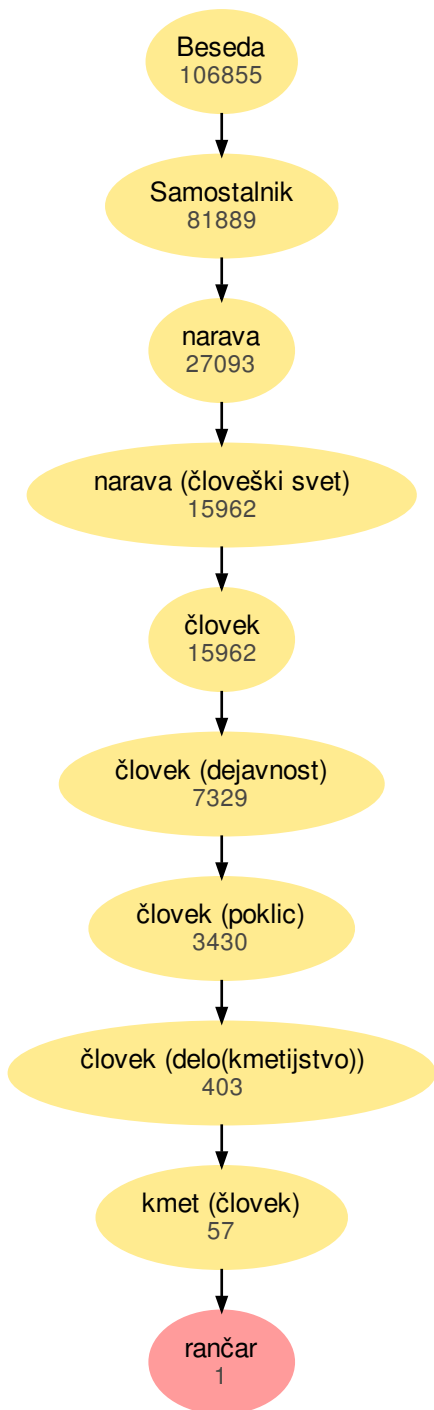 Beseda
106855
Samostalnik
81889
narava
27093
narava (človeški svet)
15962
človek
15962
človek (dejavnost)
7329
človek (poklic)
3430
človek (delo(kmetijstvo))
403
kmet (človek)
57
rančar
1